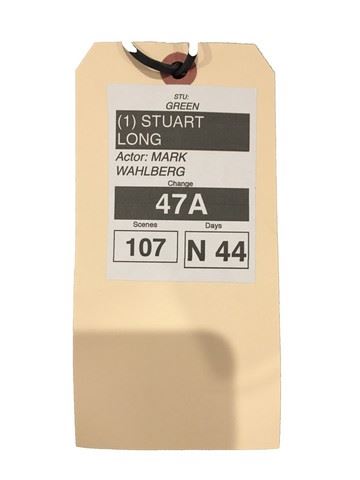 STU:
GREEN
(1) STUART
LONG
Actor: MARK
WAHLBERG
Change
47A
Scenes
Days
107
N 44